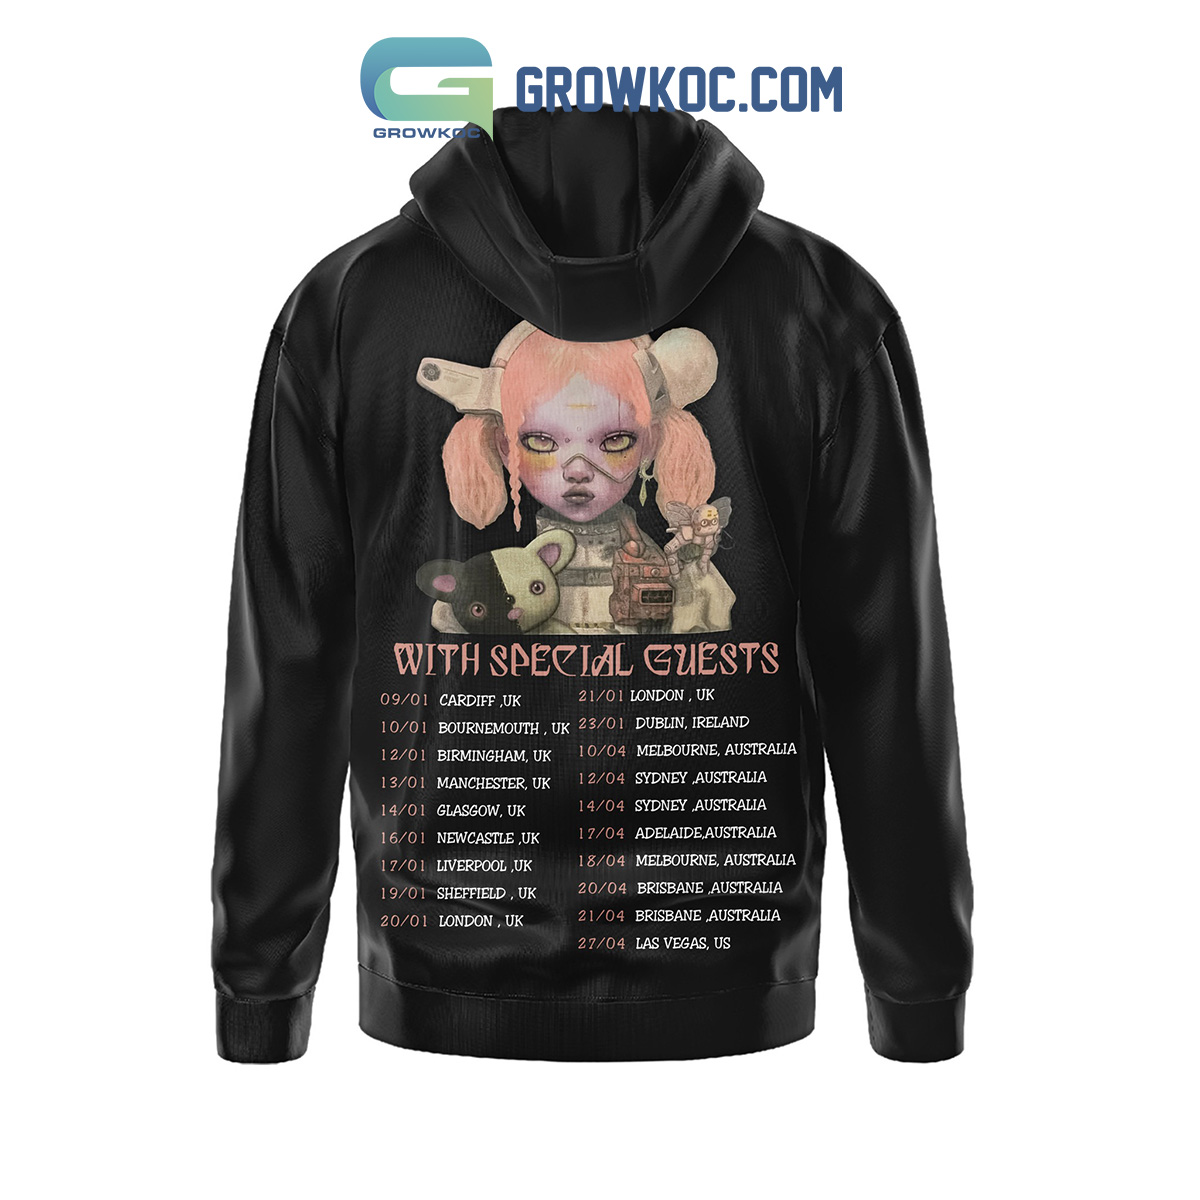 GROWKOC.COM
GROWKOC
WITH SPECIAL GUESTS
09/01 CARDIFF ,UK
10/01 BOURNEMOUTH , UK
12/01 BIRMINGHAM, UK
13/01 MANCHESTER, UK
14/01 GLASGOW, UK
16/01 NEWCASTLE ,UK
17/01 LIVERPOOL ,UK
19/01 SHEFFIELD , UK
20/01 LONDON , UK
21/01 LONDON , UK
23/01 DUBLIN, IRELAND
10/04 MELBOURNE, AUSTRALIA
12/04 SYDNEY ,AUSTRALIA
14/04 SYDNEY ,AUSTRALIA
17/04 ADELAIDE,AUSTRALIA
18/04 MELBOURNE, AUSTRALIA
20/04 BRISBANE ,AUSTRALIA
21/04 BRISBANE ,AUSTRALIA
27/04 LAS VEGAS, US